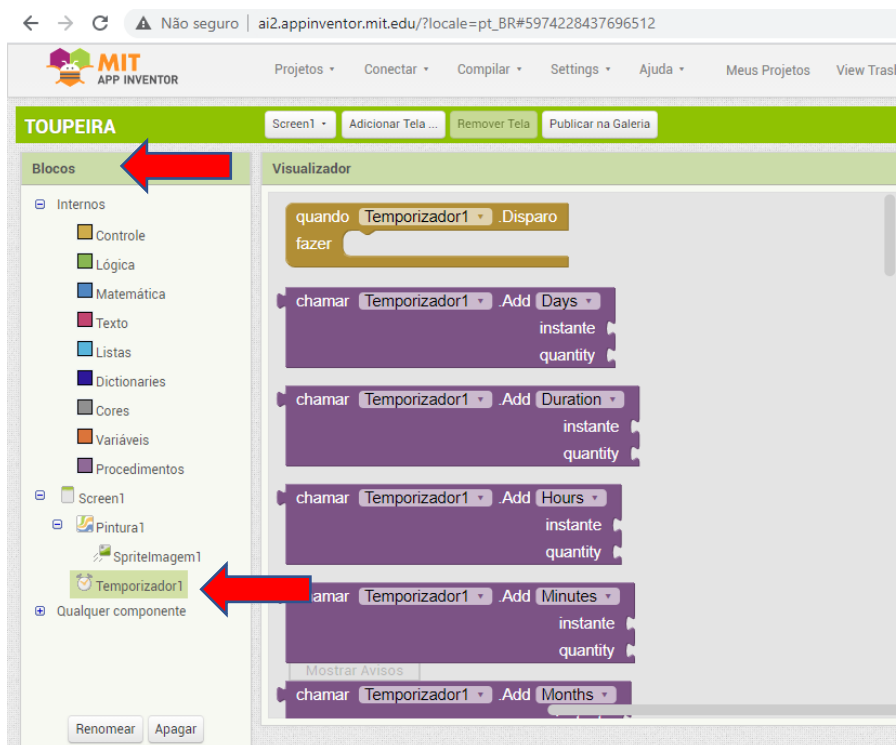 Não seguro | ai2.appinventor.mit.edu/?locale=pt_BR#5974228437696512
MIT
APP INVENTOR
Projetos Conectar Compilar Settings Ajuda Meus Projetos View Trash
TOUPEIRA
Screen1 Adicionar Tela ... Remover Tela Publicar na Galeria
Blocos
Visualizador
Internos
Controle
Lógica
Matemática
Texto
Listas
Dictionaries
Cores
Variáveis
Procedimentos
Screen1
Pintura1
SpriteImagem1
Temporizador1
Qualquer componente
Renomear Apagar
quando Temporizador1 .Disparo
fazer
chamar Temporizador1 .Add Days
instante
quantity
chamar Temporizador1 .Add Duration
instante
quantity
chamar Temporizador1 .Add Hours
instante
quantity
amar Temporizador1 .Add Minutes
instante
quantity
Mostrar Avisos
chamar Temporizador1 .Add Months